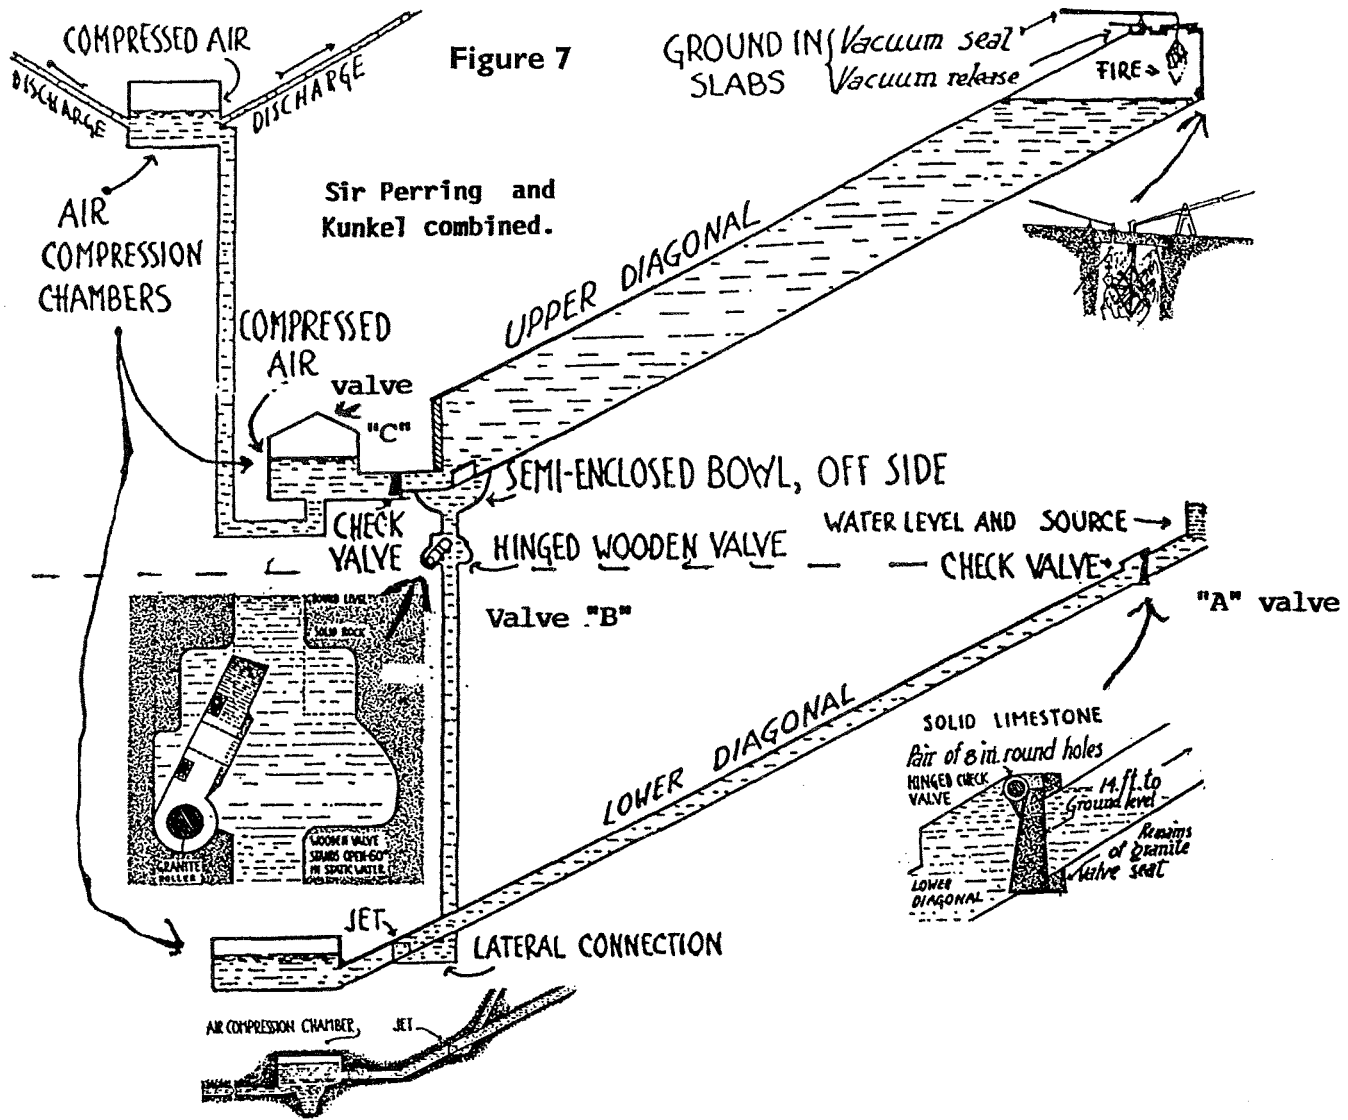 COMPRESSED AIR
DISCHARGE
DISCHARGE
Figure 7
GROUND IN
SLABS
Vacuum seal
Vacuum release
FIRE
Sir Perring and
Kunkel combined.
AIR
COMPRESSION
CHAMBERS
UPPER DIAGONAL
COMPRESSED
AIR
valve
"C"
SEMI-ENCLOSED BOWL, OFF SIDE
CHECK
VALVE
HINGED WOODEN VALVE
WATER LEVEL AND SOURCE
CHECK VALVE
"A" valve
Valve "B"
LEVEL
SOLID ROCK
WOODEN VALVE
STANDS OPEN-60°
IN STATIC WATER
GRANITE
ROLLER
LOWER DIAGONAL
SOLID LIMESTONE
Pair of 8 in. round holes
HINGED CHECK
VALVE
14 ft. to
Ground level
Remains
of granite
valve seat
LOWER
DIAGONAL
JET
LATERAL CONNECTION
AIR COMPRESSION CHAMBER,
JET